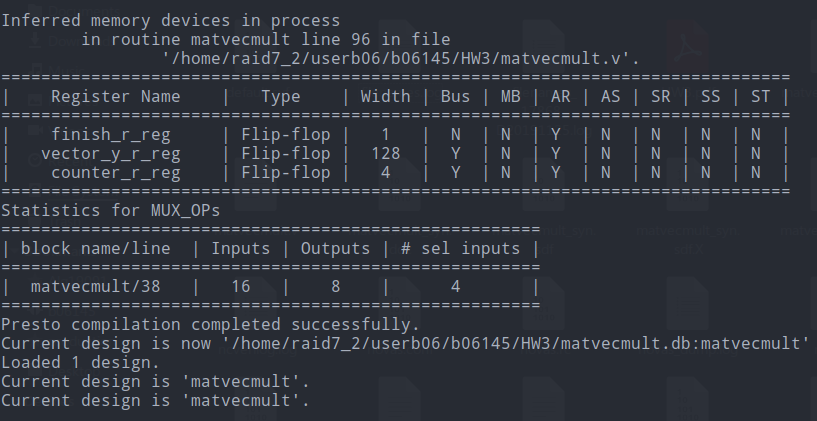 Inferred memory devices in process
        in routine matvecmult line 96 in file
                '/home/raid7_2/userb06/b06145/HW3/matvecmult.v'.
===============================================================================
|    Register Name     |   Type    | Width | Bus | MB | AR | AS | SR | SS | ST |
===============================================================================
|    finish_r_reg      | Flip-flop |   1   |  N  | N  | Y  | N  | N  | N  | N  |
|   vector_y_r_reg     | Flip-flop |  128  |  Y  | N  | Y  | N  | N  | N  | N  |
|    counter_r_reg     | Flip-flop |   4   |  Y  | N  | Y  | N  | N  | N  | N  |
===============================================================================
Statistics for MUX_OPs
======================================================
| block name/line  | Inputs | Outputs | # sel inputs |
======================================================
|  matvecmult/38   |   16   |    8    |      4       |
======================================================
Presto compilation completed successfully.
Current design is now '/home/raid7_2/userb06/b06145/HW3/matvecmult.db:matvecmult'
Loaded 1 design.
Current design is 'matvecmult'.
Current design is 'matvecmult'.